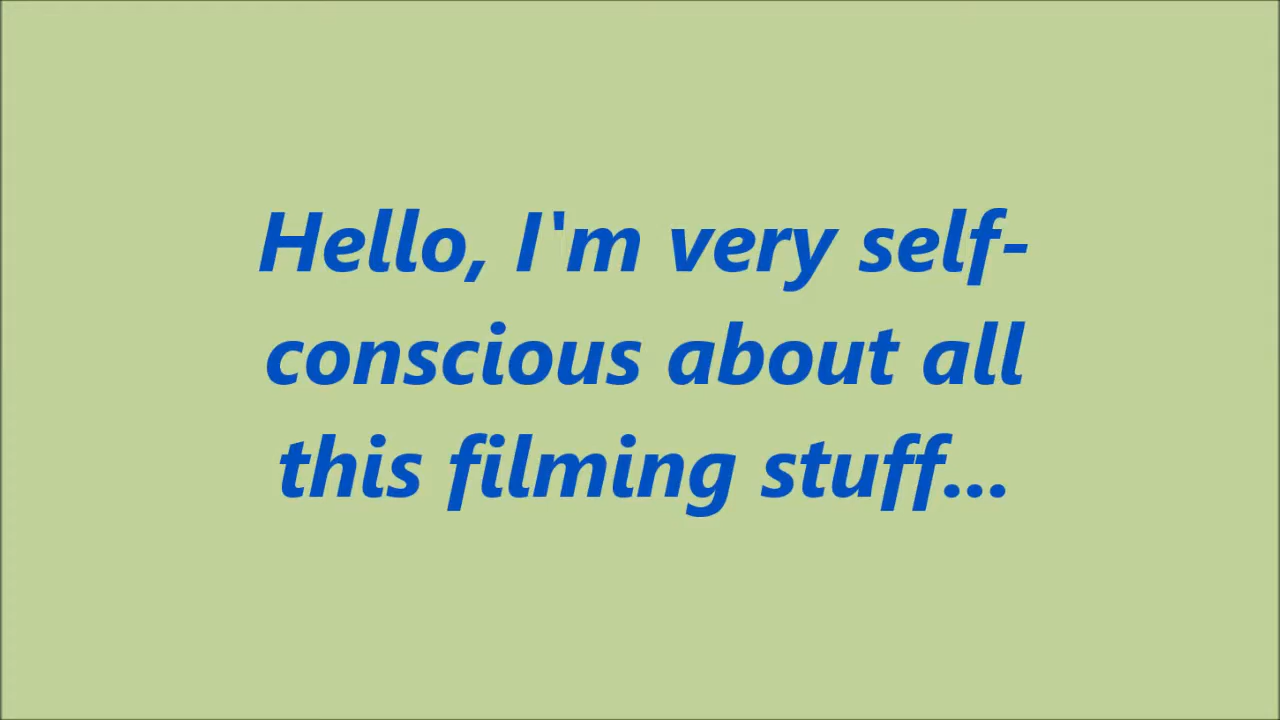 Hello, I'm very self-
conscious about all
this filming stuff...